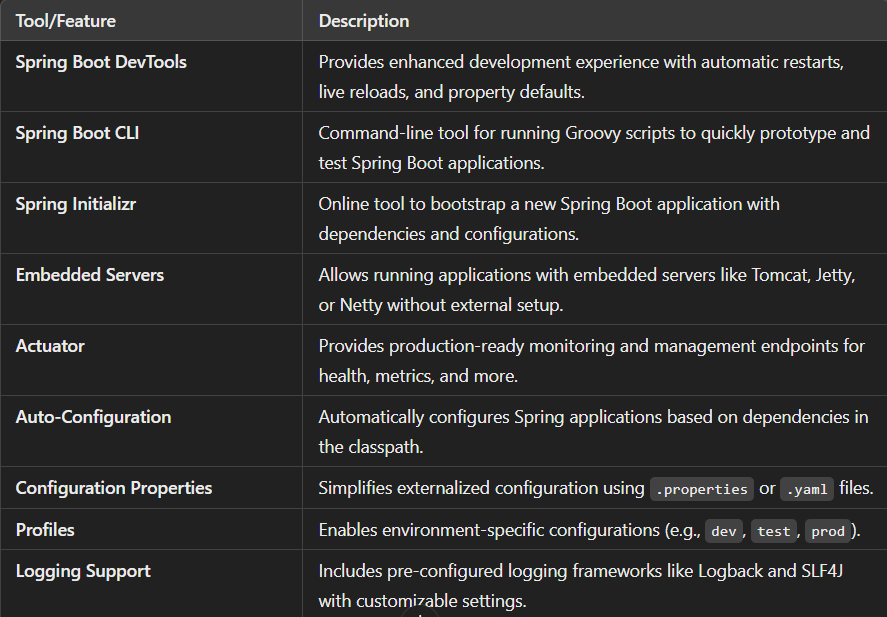 Tool/Feature Description
Spring Boot DevTools Provides enhanced development experience with automatic restarts,
live reloads, and property defaults.
Spring Boot CLI Command-line tool for running Groovy scripts to quickly prototype and
test Spring Boot applications.
Spring Initializr Online tool to bootstrap a new Spring Boot application with
dependencies and configurations.
Embedded Servers Allows running applications with embedded servers like Tomcat, Jetty,
or Netty without external setup.
Actuator Provides production-ready monitoring and management endpoints for
health, metrics, and more.
Auto-Configuration Automatically configures Spring applications based on dependencies in
the classpath.
Configuration Properties Simplifies externalized configuration using .properties or .yaml files.
Profiles Enables environment-specific configurations (e.g., dev, test, prod).
Logging Support Includes pre-configured logging frameworks like Logback and SLF4J
with customizable settings.